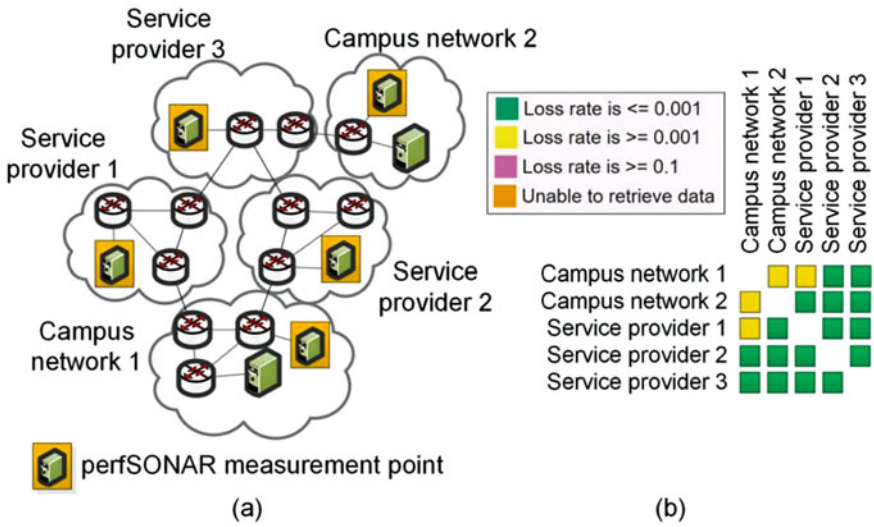 Service
provider 3
Campus network 2
Service
provider 1
Service
provider 2
Campus
network 1
perfSONAR measurement point
(a)
Loss rate is <= 0.001
Loss rate is >= 0.001
Loss rate is >= 0.1
Unable to retrieve data
Campus network 1
Campus network 2
Service provider 1
Service provider 2
Service provider 3
Campus network 1
Campus network 2
Service provider 1
Service provider 2
Service provider 3
(b)